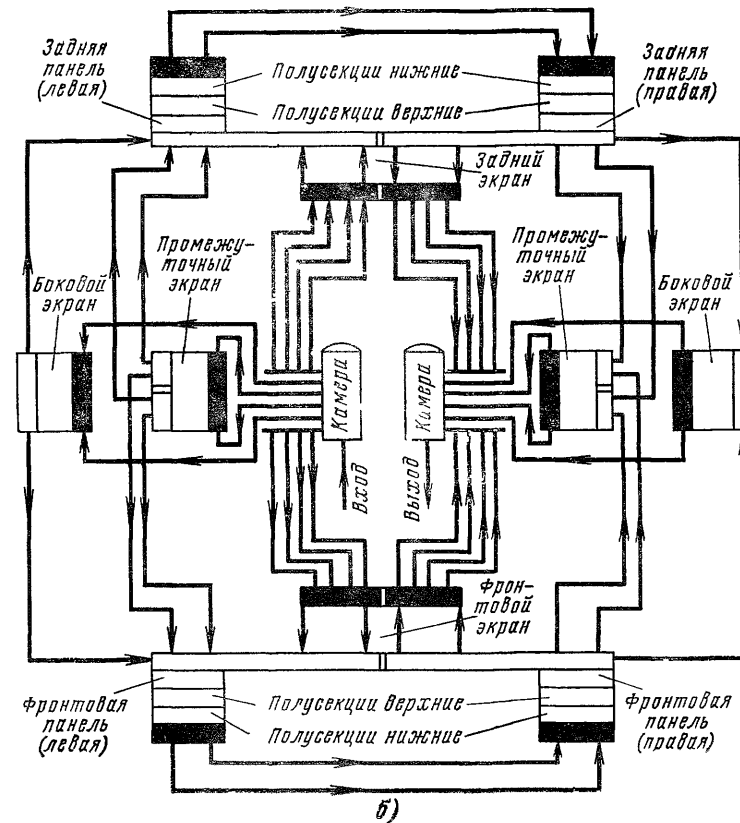 Задняя
панель
(левая)
Полусекции нижние
Полусекции верхние
Задняя
панель
(правая)
Задний
экран
Боковой
экран
Промежу-
точный
экран
Промежу-
точный
экран
Боковой
экран
Камера
Камера
Вход
Выход
Фрон-
товой
экран
Фронтовая
панель
(левая)
Полусекции верхние
Полусекции нижние
Фронтовая
панель
(правая)
б)